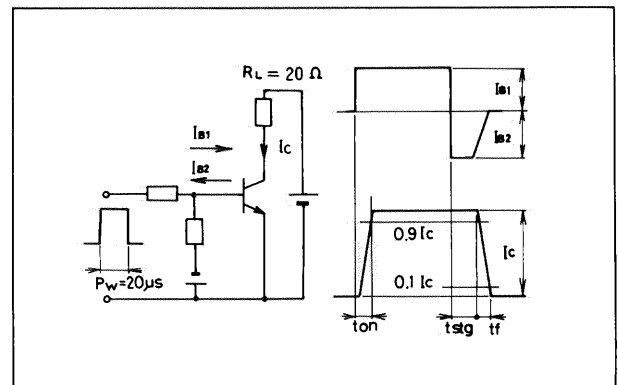 RL = 20 Ω
IB1
IB2
Ic
PW=20μs
IB1
IB2
0.9 Ic
0.1 Ic
Ic
ton
tstg
tf